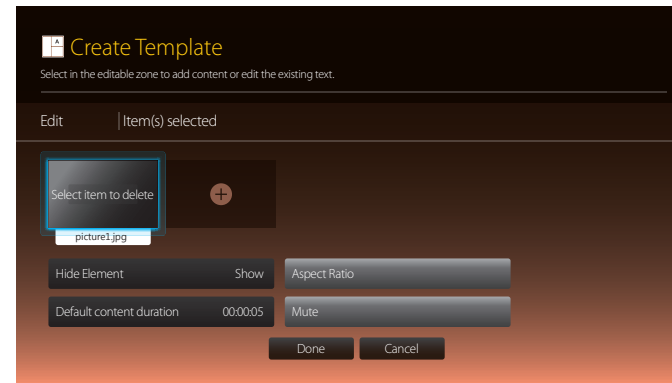 A
Create Template
Select in the editable zone to add content or edit the existing text.
Edit Item(s) selected
Select item to delete
picture1.jpg
Hide Element Show Aspect Ratio
Default content duration 00:00:05 Mute
Done Cancel